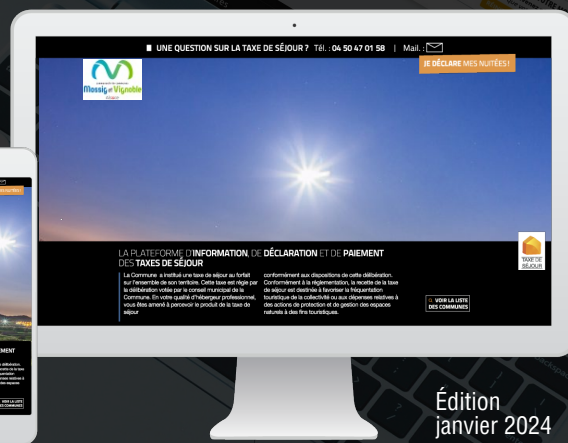 UNE QUESTION SUR LA TAXE DE SÉJOUR ? Tél. : 04 50 47 01 58 | Mail. :
JE DÉCLARE MES NUITÉES !
Mossig et Vignoble
LA PLATEFORME D'INFORMATION, DE DÉCLARATION ET DE PAIEMENT
DES TAXES DE SÉJOUR
La Commune a institué une taxe de séjour au forfait
sur l'ensemble de son territoire. Cette taxe est régie par
la délibération votée par le conseil municipal de la
Commune. En votre qualité d'hébergeur professionnel,
vous êtes amené à percevoir le produit de la taxe de
séjour
conformément aux dispositions de cette délibération.
Conformément à la réglementation, la recette de la taxe
de séjour est destinée à favoriser la fréquentation
touristique de la collectivité ou aux dépenses relatives à
des actions de protection et de gestion des espaces
naturels à des fins touristiques.
TAXE DE
SÉJOUR
VOIR LA LISTE
DES COMMUNES
VOIR LA LISTE
DES COMMUNES
Édition
janvier 2024